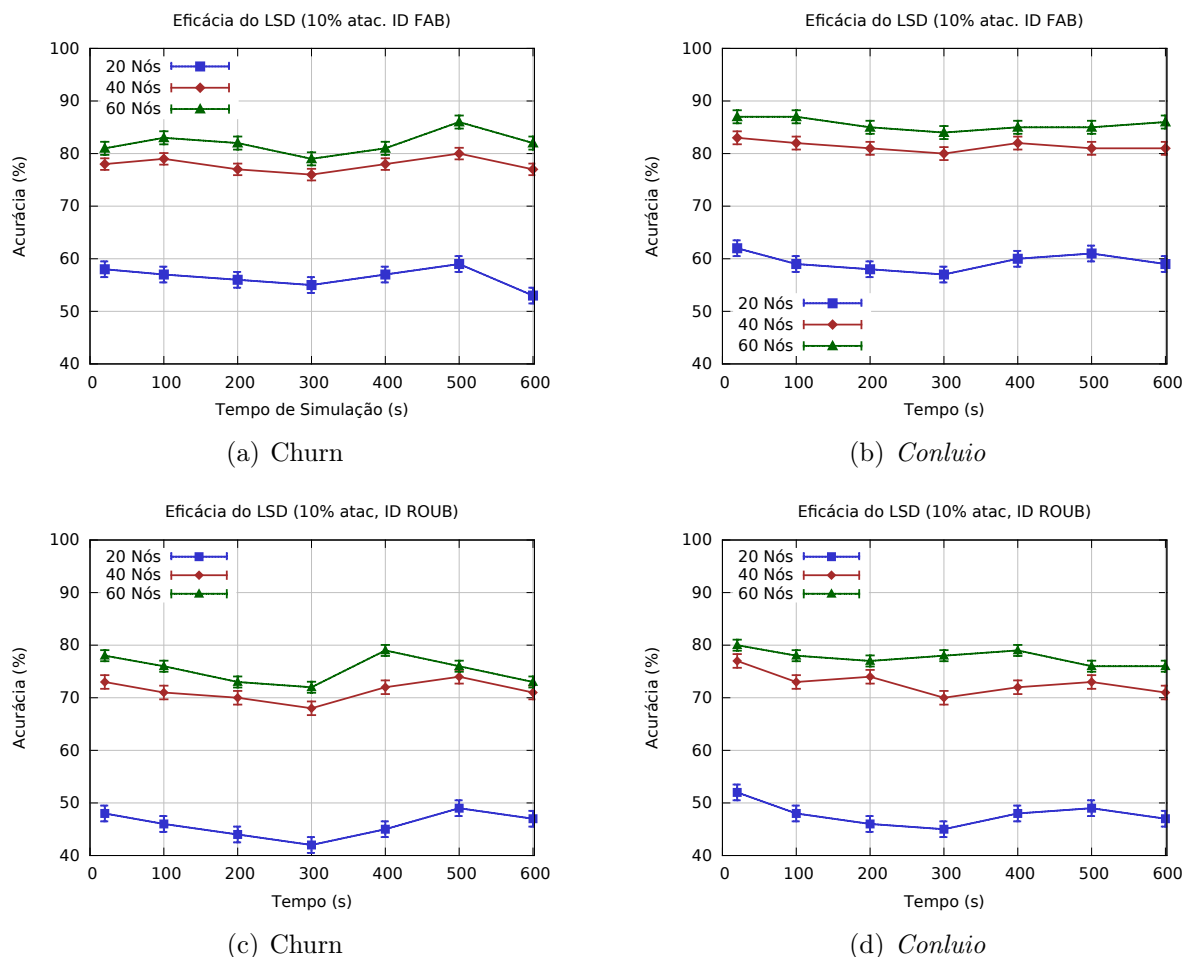 Eficácia do LSD (10% atac. ID FAB)
100
90
80
70
60
50
40
Acurácia (%)
20 Nós
40 Nós
60 Nós
0 100 200 300 400 500 600
Tempo de Simulação (s)
(a) Churn
Eficácia do LSD (10% atac. ID FAB)
100
90
80
70
60
50
40
Acurácia (%)
20 Nós
40 Nós
60 Nós
0 100 200 300 400 500 600
Tempo (s)
(b) Conluio
Eficácia do LSD (10% atac, ID ROUB)
100
90
80
70
60
50
40
Acurácia (%)
20 Nós
40 Nós
60 Nós
0 100 200 300 400 500 600
Tempo (s)
(c) Churn
Eficácia do LSD (10% atac, ID ROUB)
100
90
80
70
60
50
40
Acurácia (%)
20 Nós
40 Nós
60 Nós
0 100 200 300 400 500 600
Tempo (s)
(d) Conluio